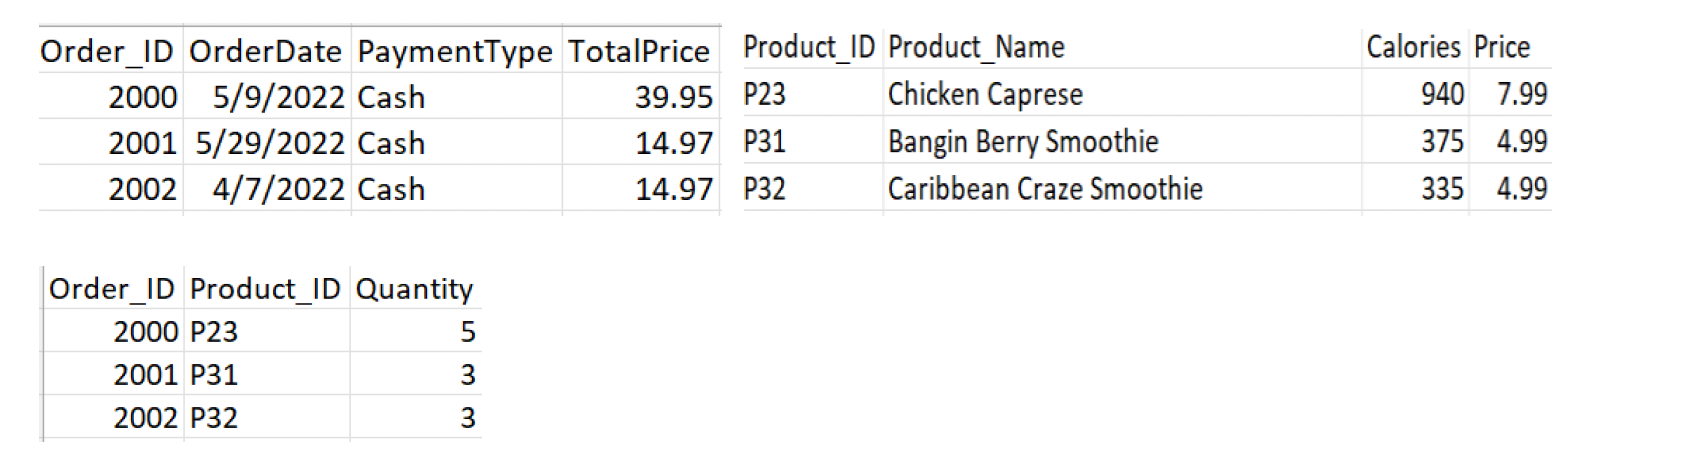 Order_ID OrderDate PaymentType TotalPrice
2000 5/9/2022 Cash 39.95
2001 5/29/2022 Cash 14.97
2002 4/7/2022 Cash 14.97
Product_ID Product_Name Calories Price
P23 Chicken Caprese 940 7.99
P31 Bangin Berry Smoothie 375 4.99
P32 Caribbean Craze Smoothie 335 4.99
Order_ID Product_ID Quantity
2000 P23 5
2001 P31 3
2002 P32 3